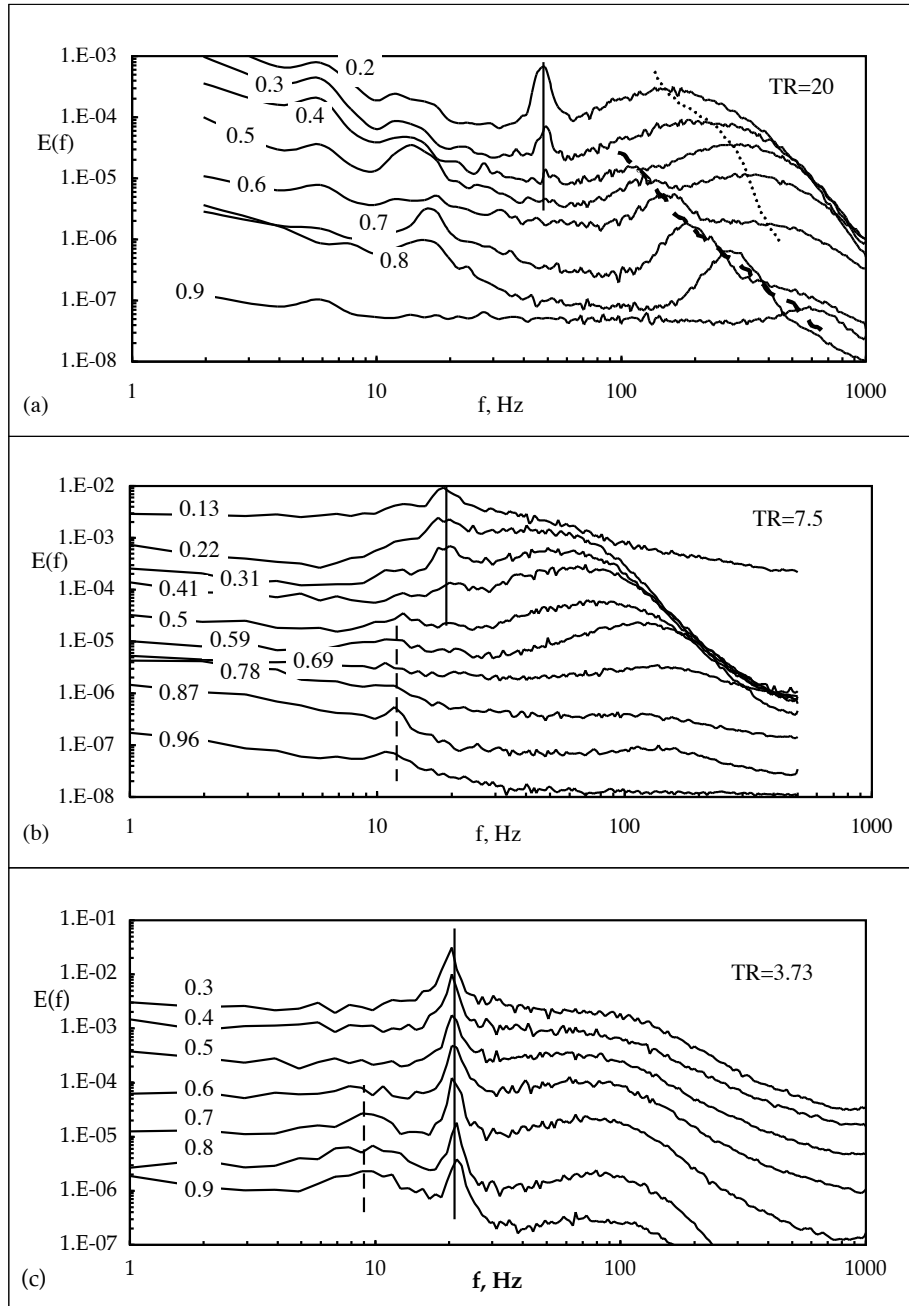 1.E-03
0.2
0.3
TR=20
1.E-04
0.4
E(f)
0.5
1.E-05
0.6
1.E-06
0.7
0.8
1.E-07
0.9
1.E-08
1 10 100 1000
(a) f, Hz
1.E-02
0.13
TR=7.5
1.E-03
0.22
E(f)
0.31
1.E-04
0.41
0.5
1.E-05
0.59
0.69
0.78
1.E-06
0.87
1.E-07
0.96
1.E-08
1 10 100 1000
(b) f, Hz
1.E-01
1.E-02
TR=3.73
0.3
E(f)
1.E-03
0.4
0.5
1.E-04
0.6
0.7
1.E-05
0.8
1.E-06
0.9
1.E-07
1 10 100 1000
(c) f, Hz